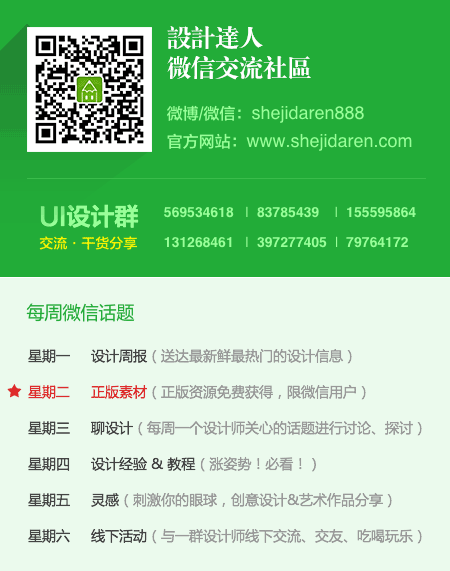 設計達人
微信交流社區
微博/微信：shejidaren888
官方网站：www.shejidaren.com
UI设计群
交流·干货分享
569534618 | 83785439 | 155595864
131268461 | 397277405 | 79764172
每周微信话题
星期一 设计周报（送达最新鲜最热门的设计信息）
★ 星期二 正版素材（正版资源免费获得，限微信用户）
星期三 聊设计（每周一个设计师关心的话题进行讨论、探讨）
星期四 设计经验 & 教程（涨姿势！必看！）
星期五 灵感（刺激你的眼球，创意设计&艺术作品分享）
星期六 线下活动（与一群设计师线下交流、交友、吃喝玩乐）